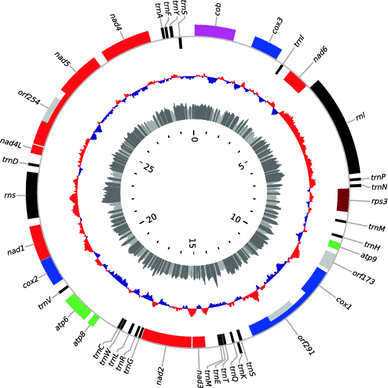 cob
cox3
trnI
nad6
rnl
trnP
trnN
rps3
trnM
trnH
atp9
orf173
cox1
orf291
trnS
trnK
trnQ
trnT
trnE
trnM
nad3
nad2
trnG
trnR
trnL
trnW
trnC
atp8
atp6
trnV
cox2
nad1
rns
trnD
nad4L
orf254
nad5
nad4
trnA
trnF
trnY
trnS
0
5
10
15
20
25